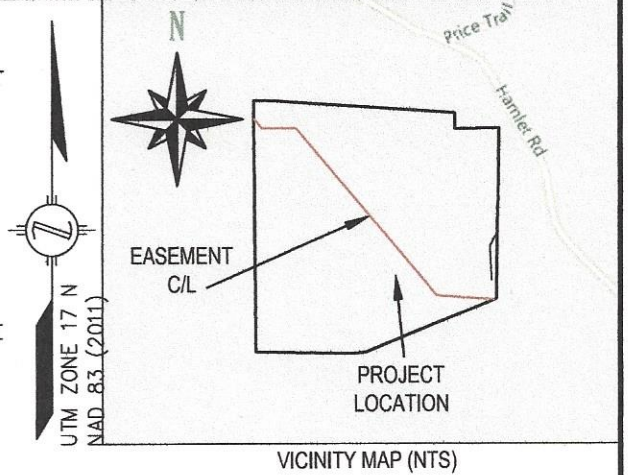 N
Price Trail
Hamlet Rd
EASEMENT
C/L
PROJECT
LOCATION
N
UTM ZONE 17 N
NAD 83 (2011)
VICINITY MAP (NTS)